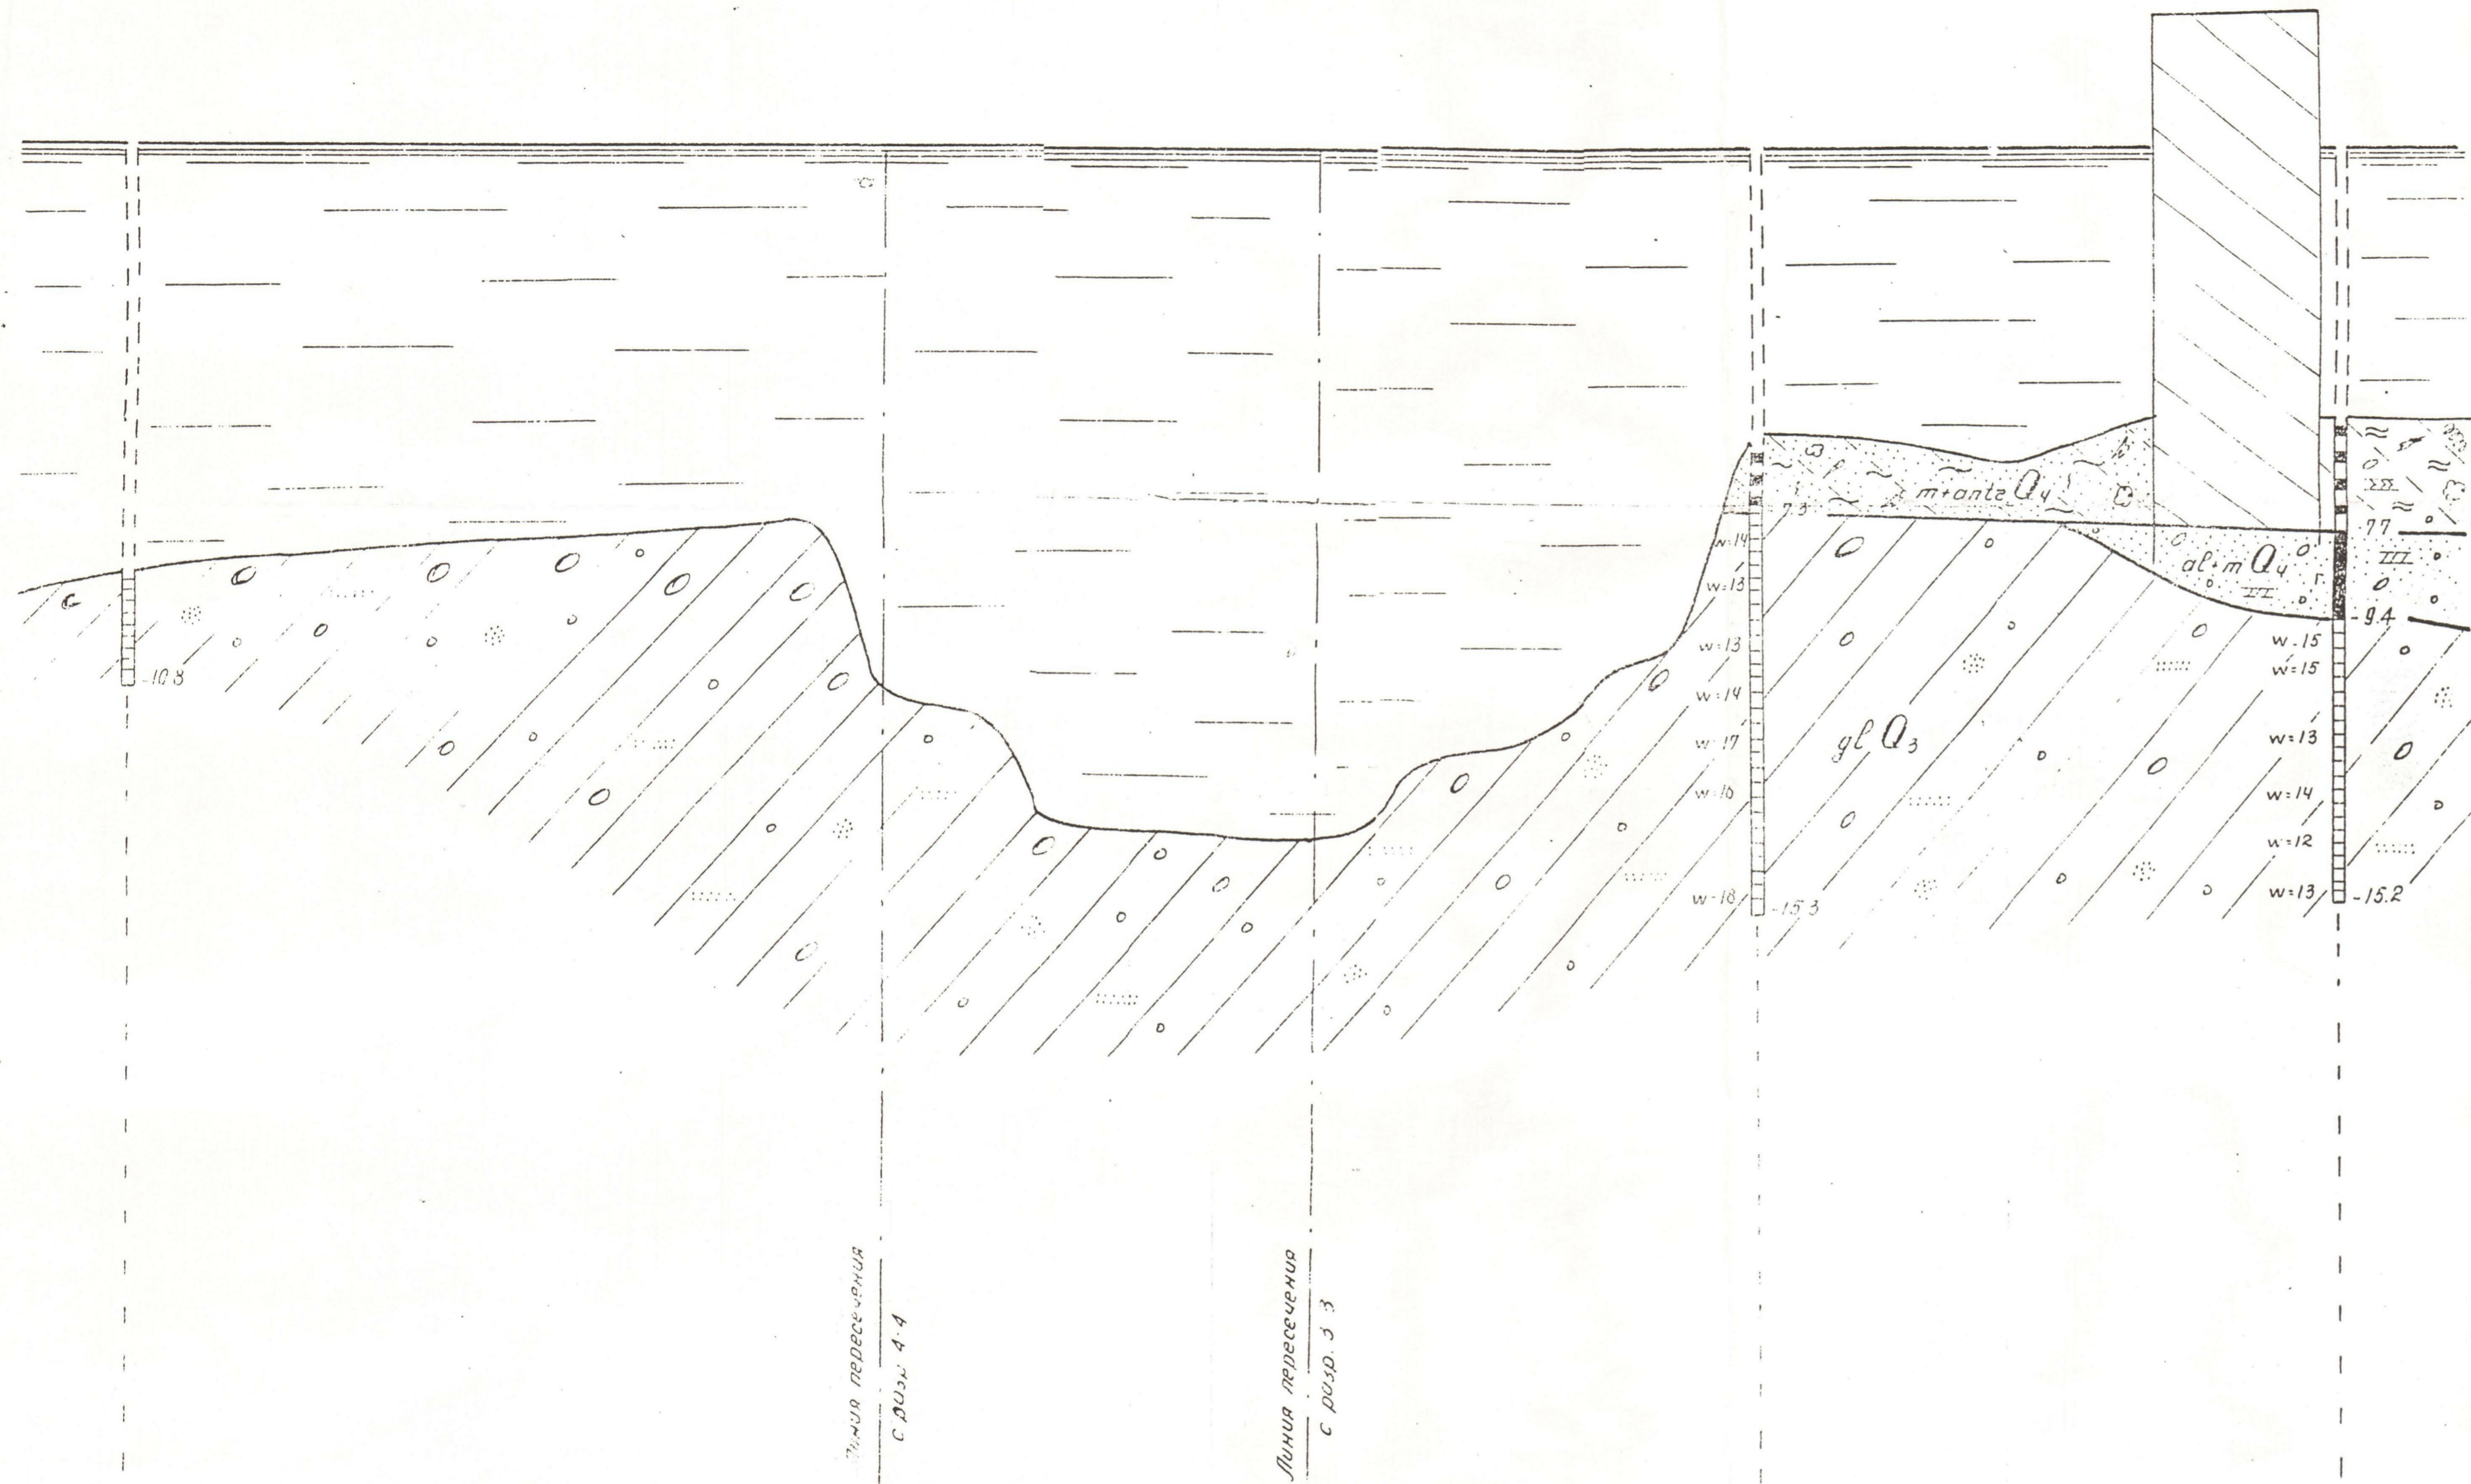 m+antg Q₄
-7.3
-7.7
al+m Q₄
г
-9.4
w=14
w=13
w=13
w=14
w=17
w=16
w=18
-15.3
-10.8
gl Q₃
w=15
w=15
w=13
w=14
w=12
w=13
-15.2
Линия пересечения
с разр. 4-4
Линия пересечения
с разр. 3-3